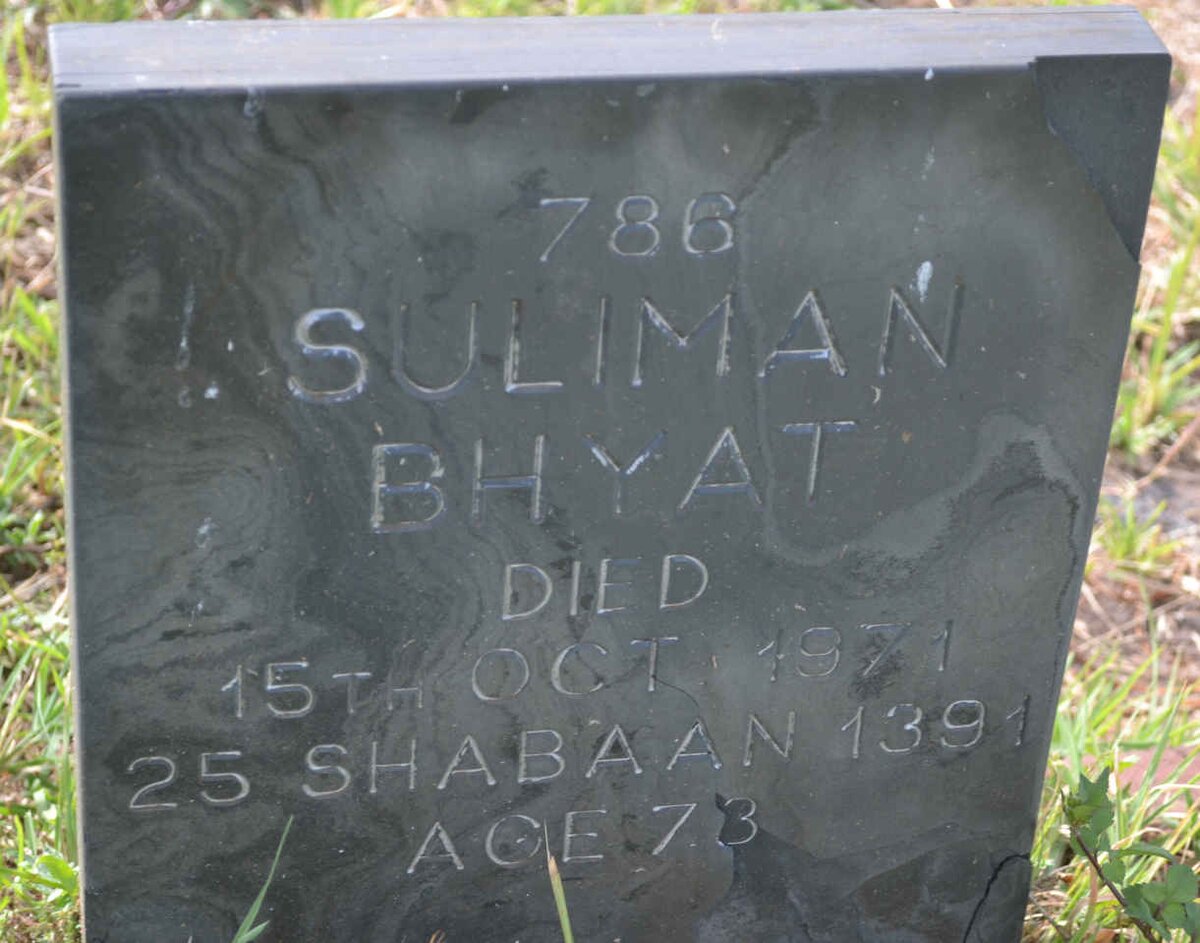 786
SULIMAN
BHYAT
DIED
15TH OCT. 1971
25 SHABAAN 1391
AGE 73